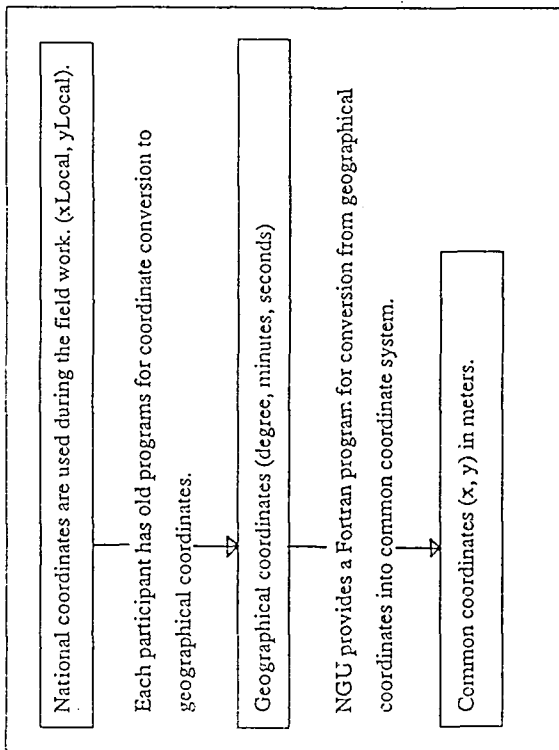 National coordinates are used during the field work. (xLocal, yLocal).
Each participant has old programs for coordinate conversion to
geographical coordinates.
Geographical coordinates (degree, minutes, seconds)
NGU provides a Fortran program for conversion from geographical
coordinates into common coordinate system.
Common coordinates (x, y) in meters.